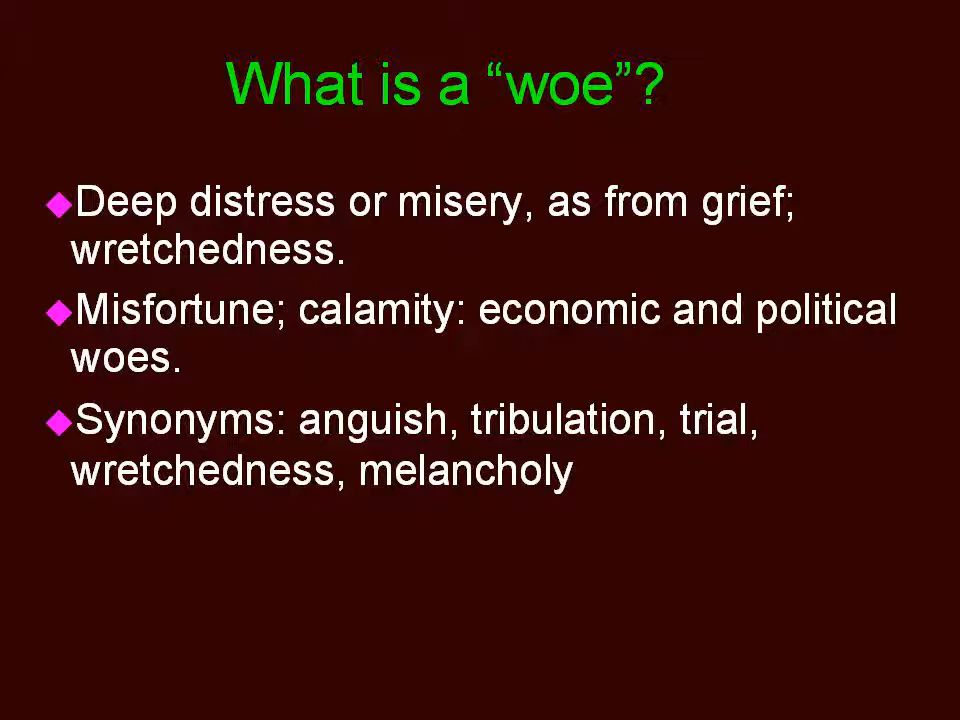 What is a “woe”?
Deep distress or misery, as from grief;
wretchedness.
Misfortune; calamity: economic and political
woes.
Synonyms: anguish, tribulation, trial,
wretchedness, melancholy